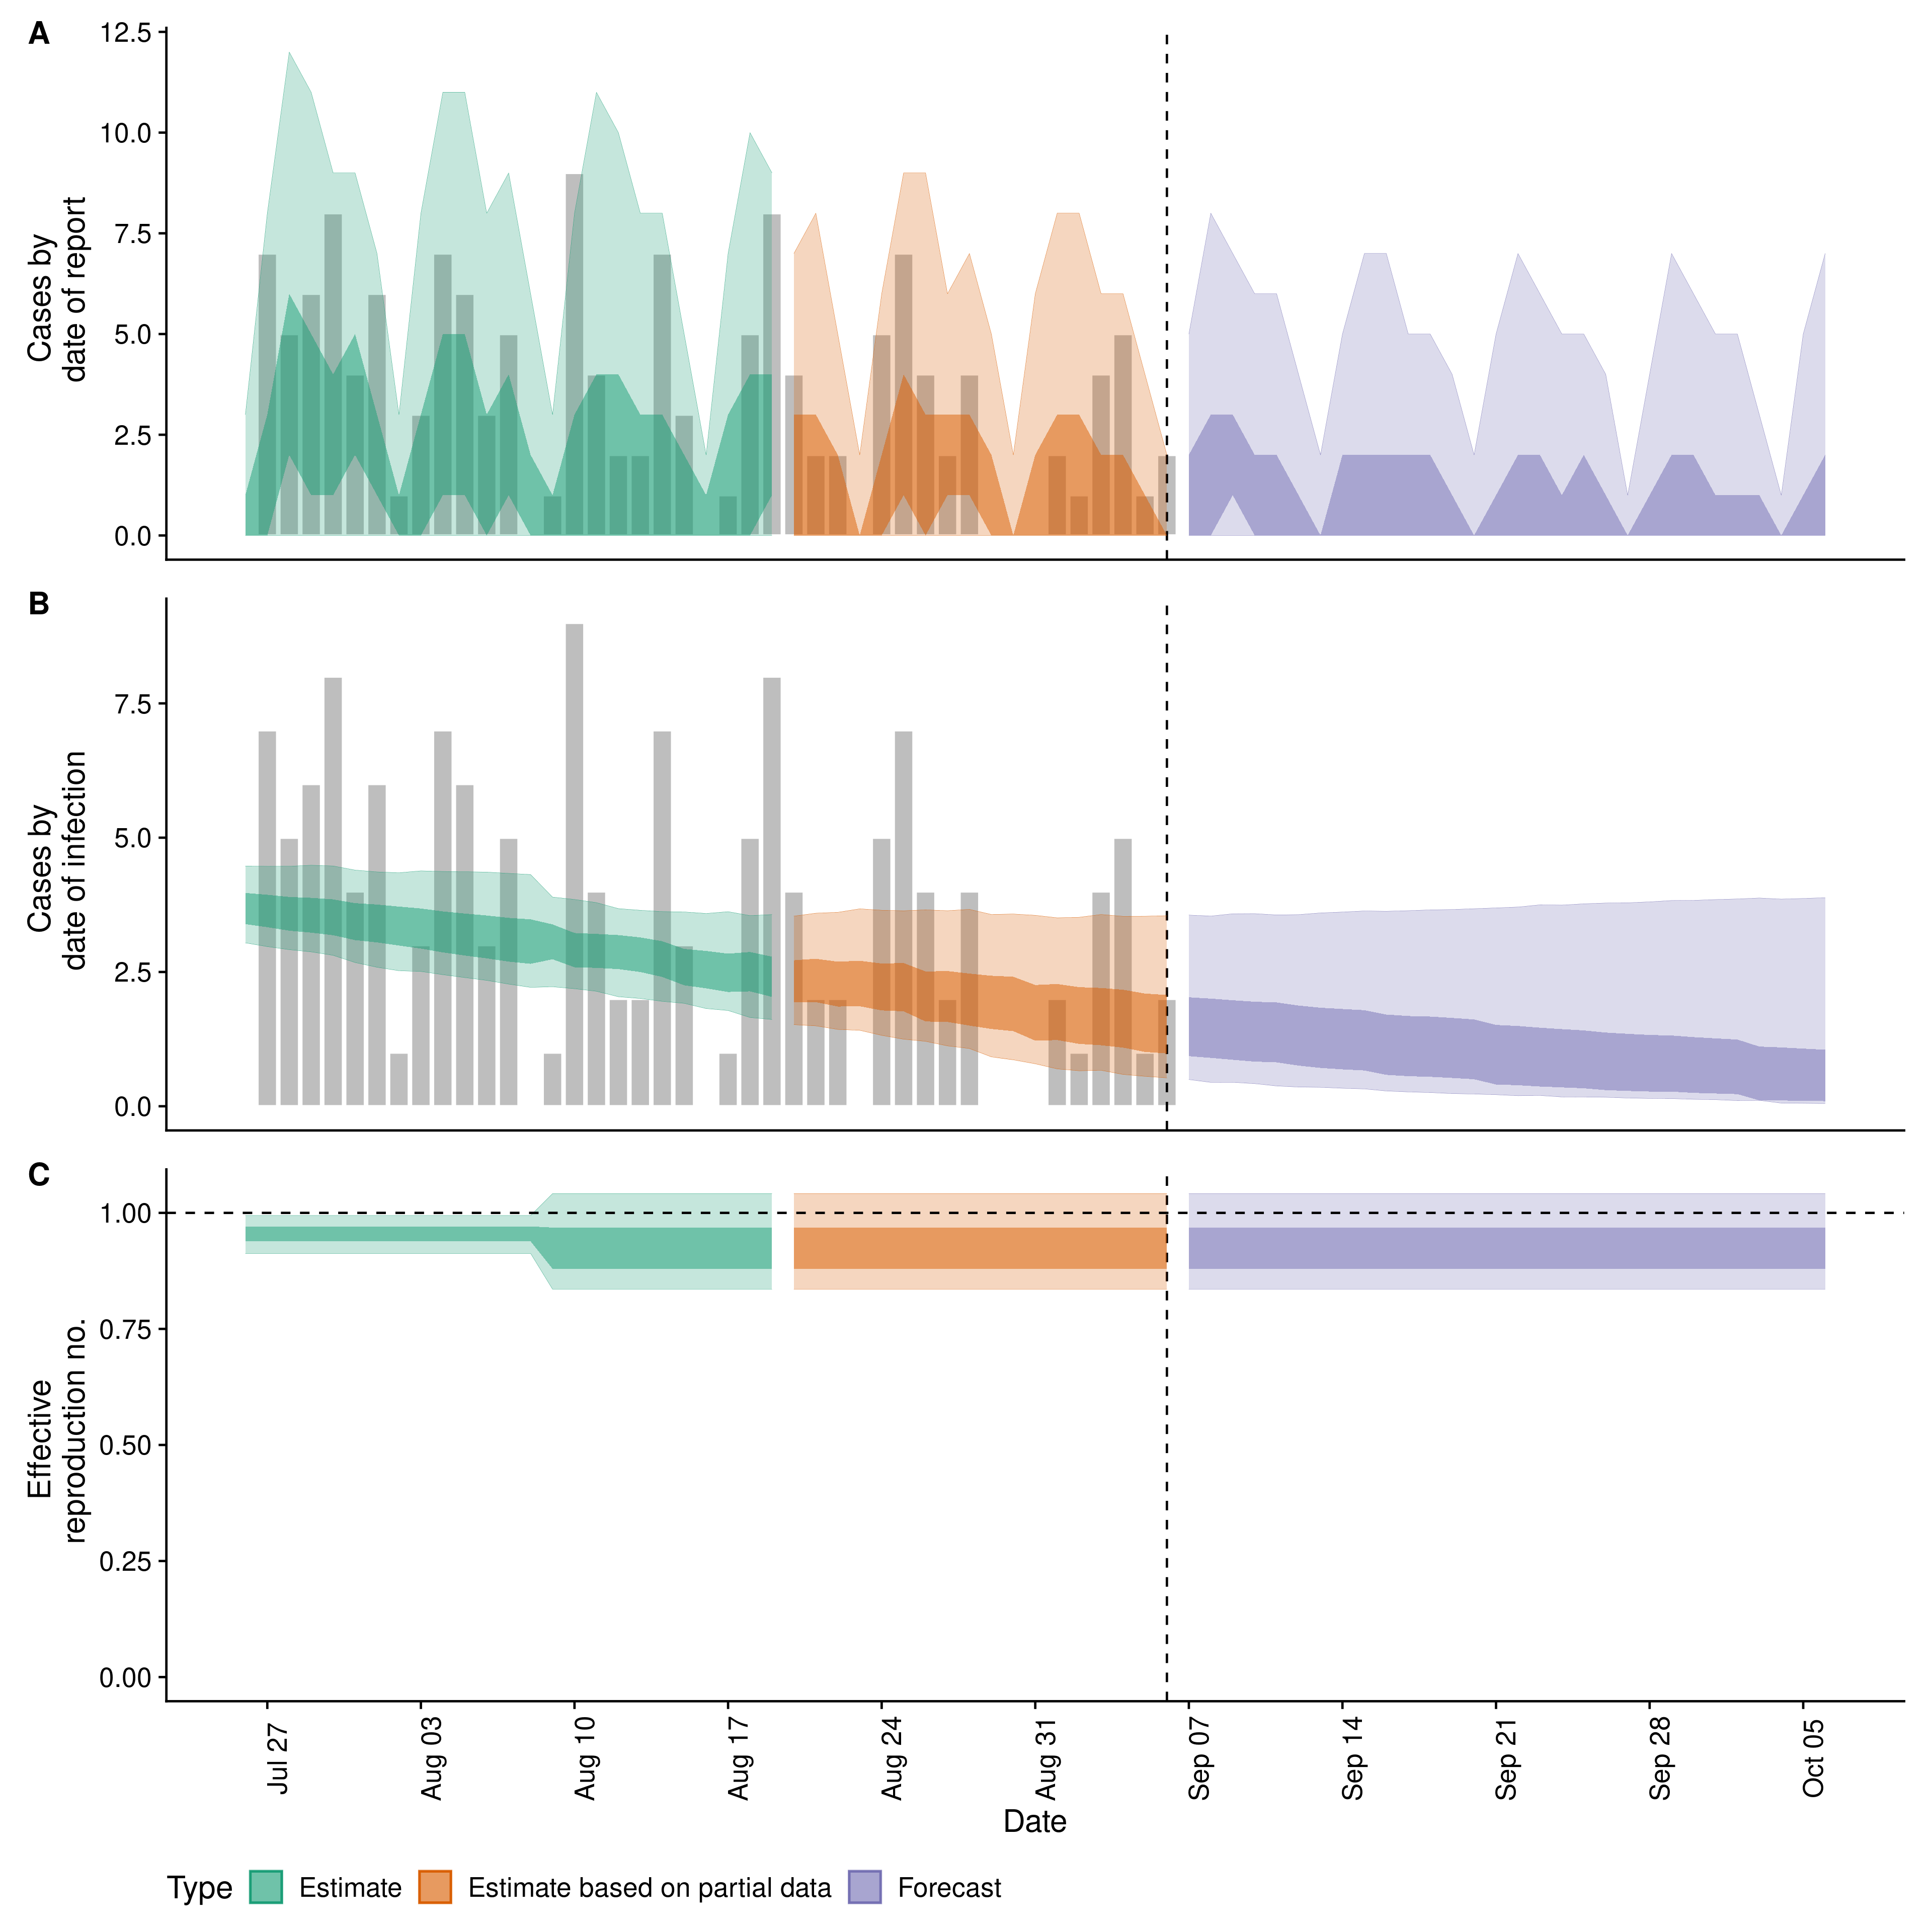 A
Cases by
date of report
12.5
10.0
7.5
5.0
2.5
0.0
B
Cases by
date of infection
7.5
5.0
2.5
0.0
C
Effective
reproduction no.
1.00
0.75
0.50
0.25
0.00
Jul 27
Aug 03
Aug 10
Aug 17
Aug 24
Aug 31
Sep 07
Sep 14
Sep 21
Sep 28
Oct 05
Date
Type Estimate Estimate based on partial data Forecast